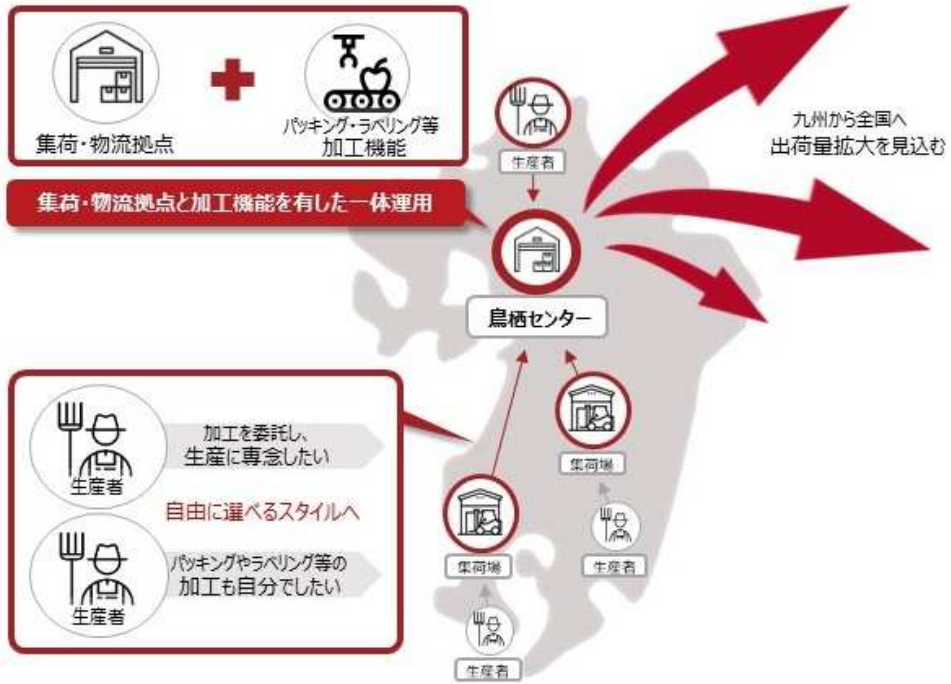 集荷・物流拠点
パッキング・ラベリング等
加工機能
集荷・物流拠点と加工機能を有した一体運用
生産者
九州から全国へ
出荷量拡大を見込む
鳥栖センター
生産者
加工を委託し、
生産に専念したい
自由に選べるスタイルへ
生産者
パッキングやラベリング等の
加工も自分でしたい
集荷場
生産者
集荷場
生産者